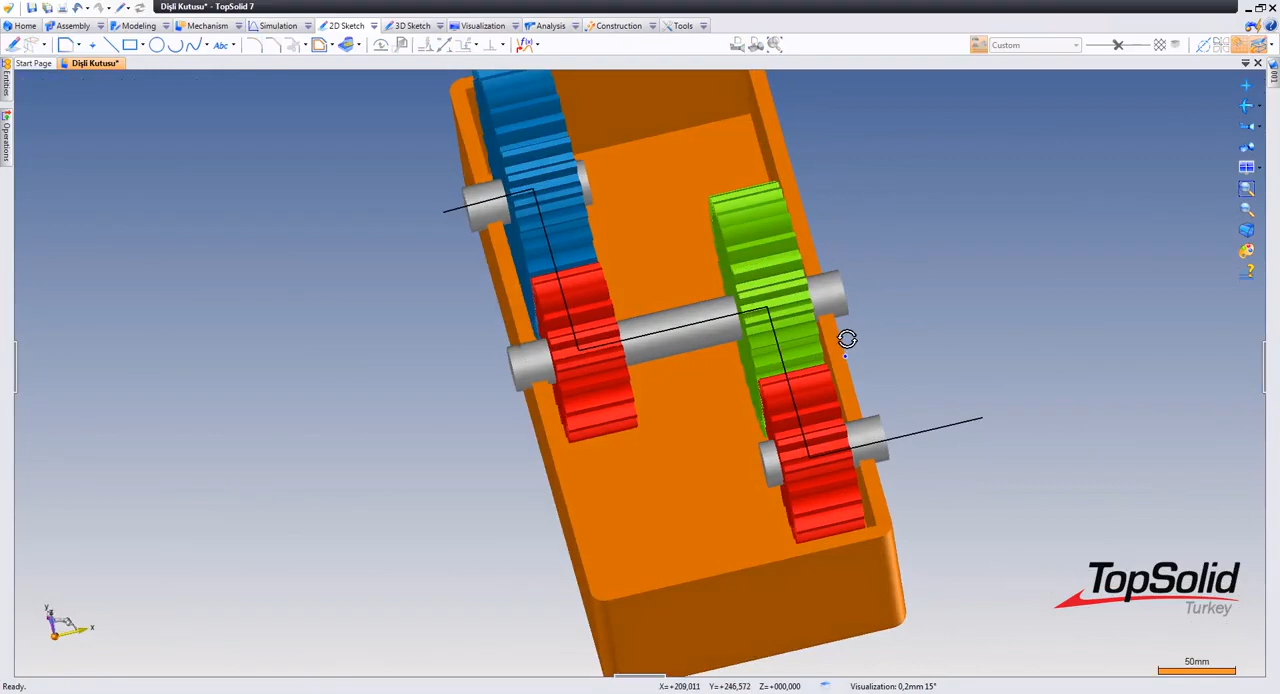 Dişli Kutusu* - TopSolid 7
Home Assembly Modeling Mechanism Simulation 2D Sketch 3D Sketch Visualization Analysis Construction Tools
Abc Custom
Start Page Dişli Kutusu*
Entities
Operations
001
TopSolid
Turkey
y
x
50mm
Ready. X=+209,011 Y=+246,572 Z=+000,000 Visualization: 0,2mm 15°